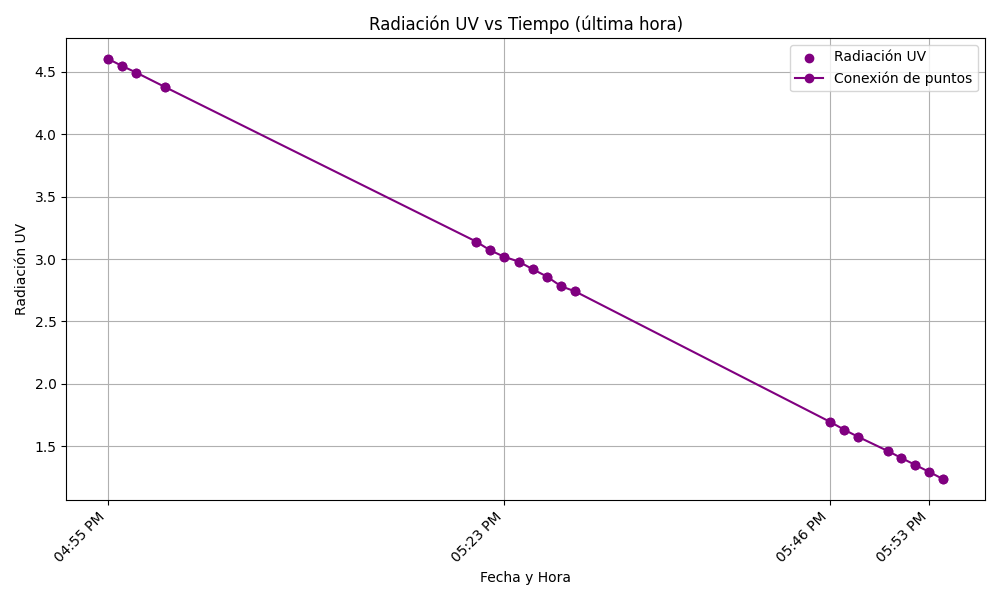 Radiación UV vs Tiempo (última hora)
Radiación UV
Conexión de puntos
Radiación UV
4.5
4.0
3.5
3.0
2.5
2.0
1.5
04:55 PM
05:23 PM
05:46 PM
05:53 PM
Fecha y Hora